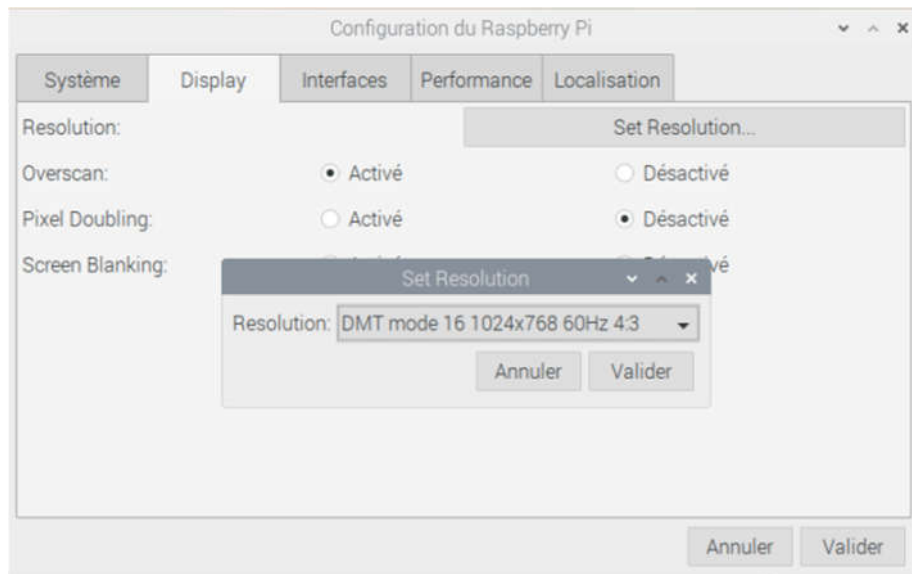 Configuration du Raspberry Pi
Système Display Interfaces Performance Localisation
Resolution: Set Resolution...
Overscan: Activé Désactivé
Pixel Doubling: Activé Désactivé
Screen Blanking:
Set Resolution
Resolution: DMT mode 16 1024x768 60Hz 4:3
Annuler Valider
Annuler Valider